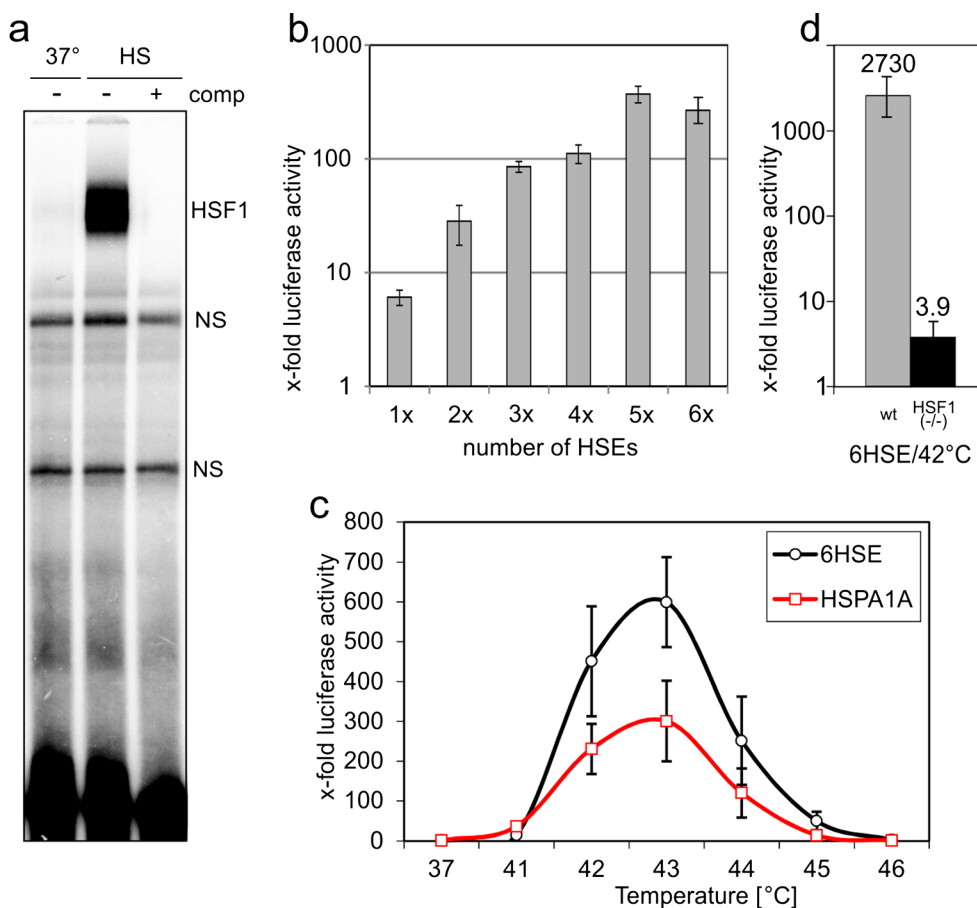 a
37° HS
- - + comp
HSF1
NS
NS
b
1000
100
10
1
x-fold luciferase activity
1x 2x 3x 4x 5x 6x
number of HSEs
d
2730
1000
100
10
1
3.9
x-fold luciferase activity
wt HSF1
(-/-)
6HSE/42°C
c
800
700
600
500
400
300
200
100
0
x-fold luciferase activity
6HSE
HSPA1A
37 41 42 43 44 45 46
Temperature [°C]